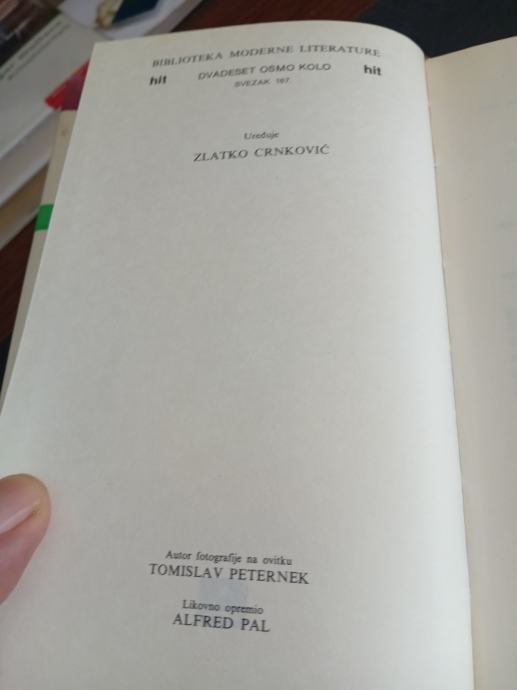 BIBLIOTEKA MODERNE LITERATURE
hit DVADESET OSMO KOLO hit
SVEZAK 167.
Uređuje
ZLATKO CRNKOVIĆ
Autor fotografije na ovitku
TOMISLAV PETERNEK
Likovno opremio
ALFRED PAL